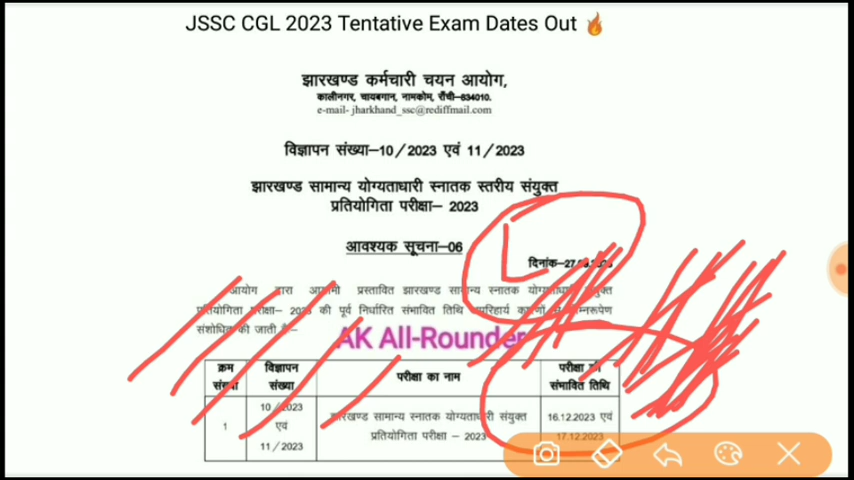 JSSC CGL 2023 Tentative Exam Dates Out 🔥
झारखण्ड कर्मचारी चयन आयोग,
कालीनगर, चायबगान, नामकोम, राँची–834010.
e-mail- jharkhand_ssc@rediffmail.com
विज्ञापन संख्या–10/2023 एवं 11/2023
झारखण्ड सामान्य योग्यताधारी स्नातक स्तरीय संयुक्त
प्रतियोगिता परीक्षा– 2023
आवश्यक सूचना–06
दिनांक–27
आयोग द्वारा प्रस्तावित झारखण्ड सामान्य स्नातक
प्रतियोगिता परीक्षा– 2023 की पूर्व निर्धारित संभावित तिथि
संशोधित की जाती है:–
AK All-Rounder
क्रम संख्या
विज्ञापन संख्या
परीक्षा का नाम
परीक्षा की संभावित तिथि
1
10/2023
एवं
11/2023
झारखण्ड सामान्य स्नातक योग्यताधारी संयुक्त
प्रतियोगिता परीक्षा – 2023
16.12.2023 एवं
17.12.2023